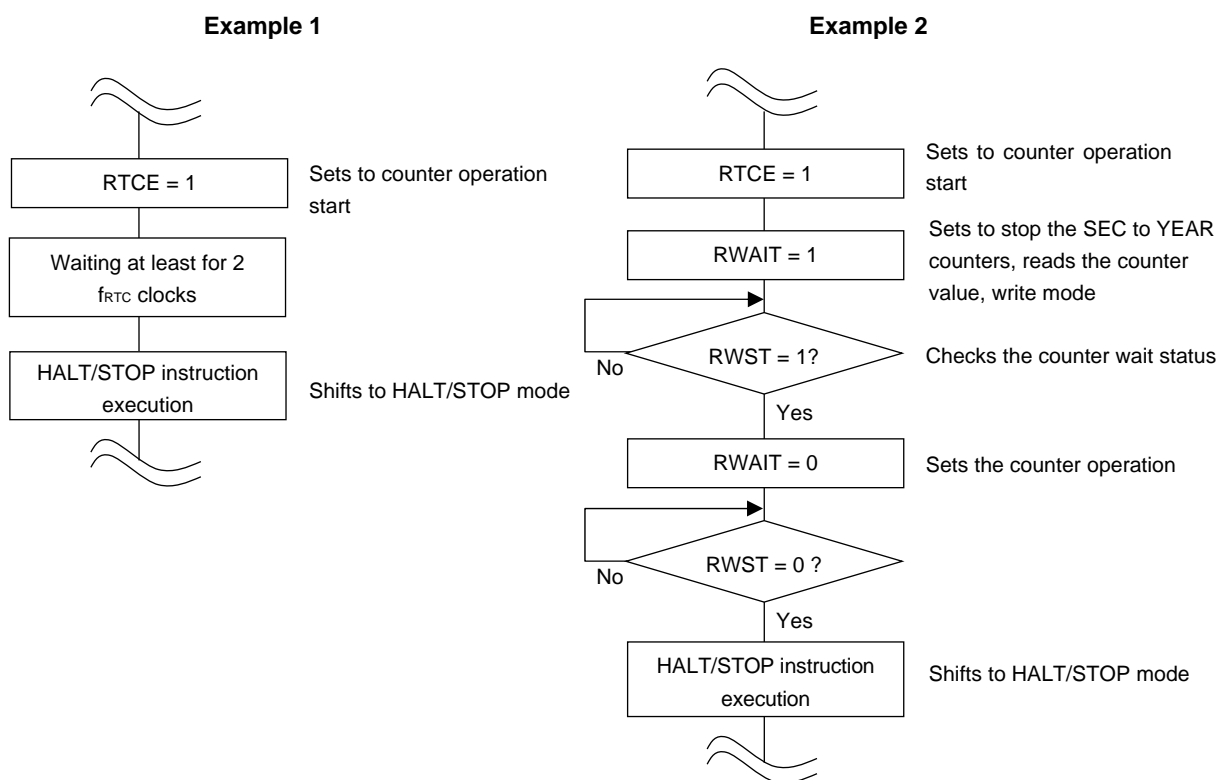 Example 1
RTCE = 1
Sets to counter operation
start
Waiting at least for 2
fRTC clocks
HALT/STOP instruction
execution
Shifts to HALT/STOP mode
Example 2
RTCE = 1
Sets to counter operation
start
RWAIT = 1
Sets to stop the SEC to YEAR
counters, reads the counter
value, write mode
RWST = 1?
No
Checks the counter wait status
Yes
RWAIT = 0
Sets the counter operation
RWST = 0 ?
No
Yes
HALT/STOP instruction
execution
Shifts to HALT/STOP mode